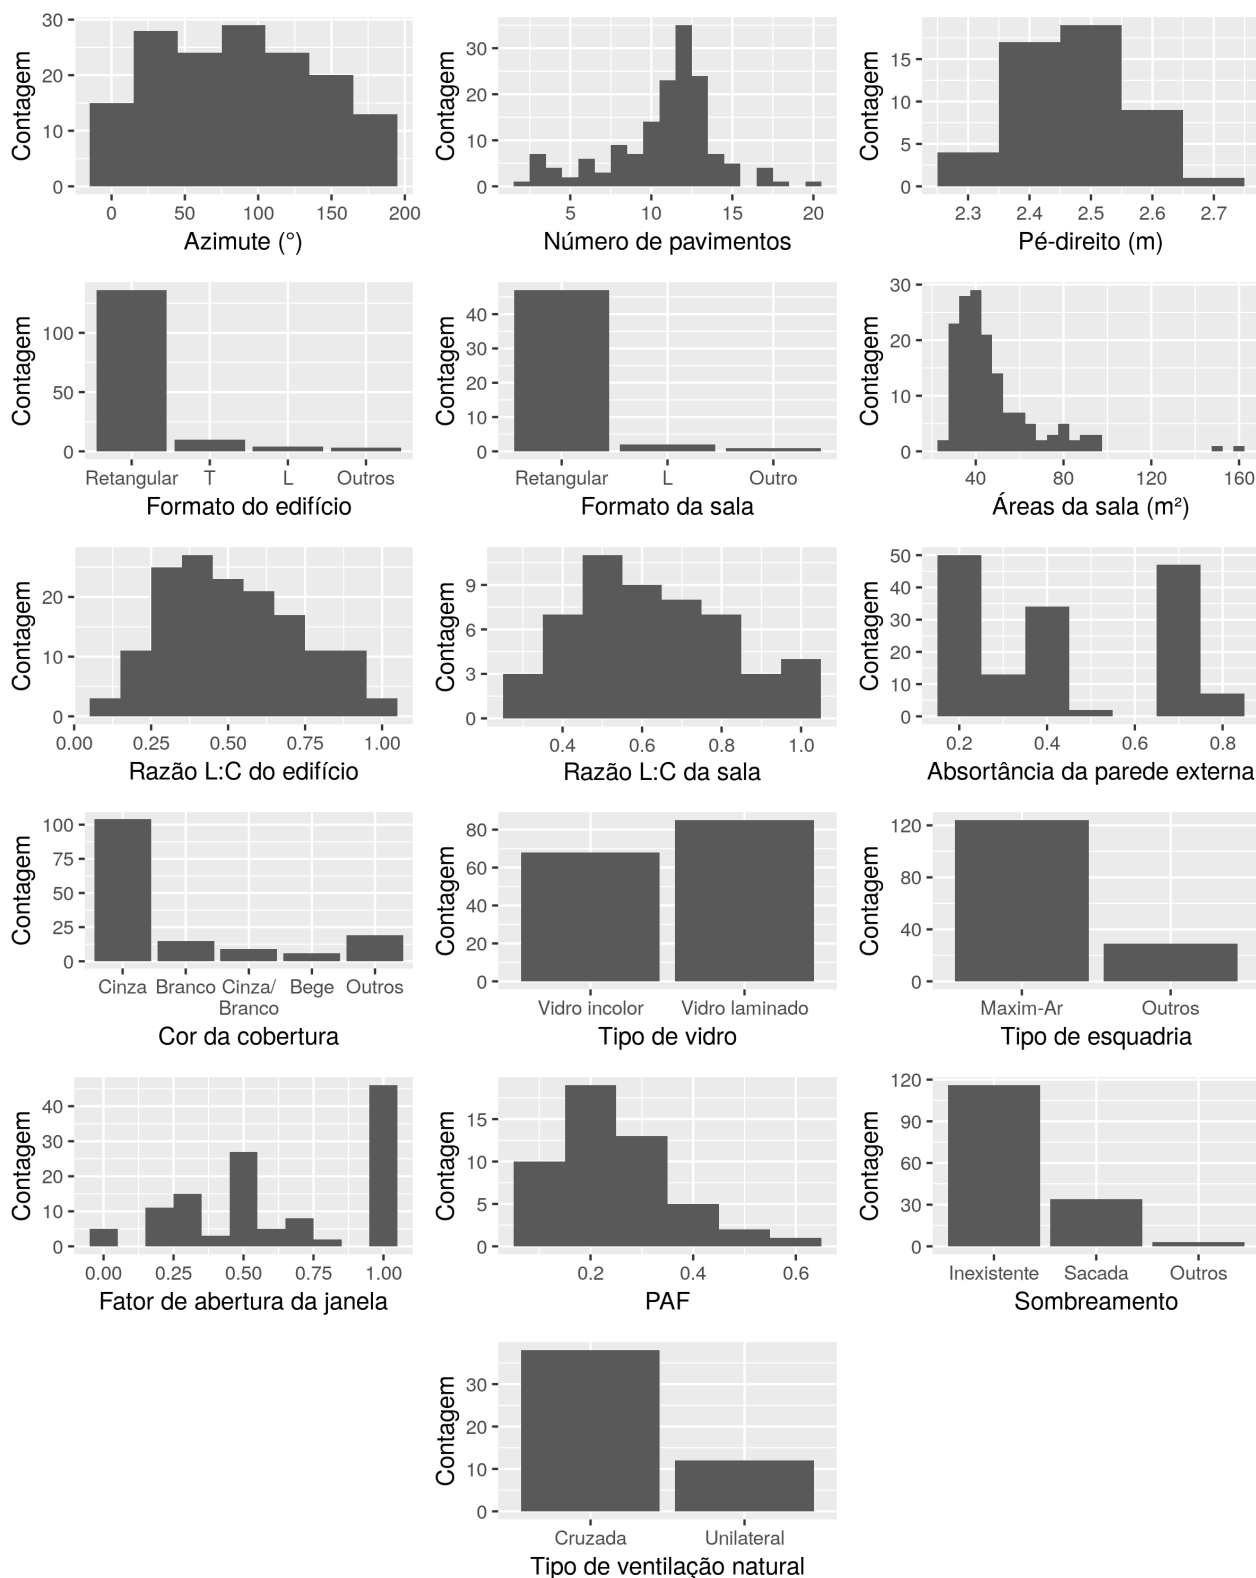 Contagem
30
20
10
0
0 50 100 150 200
Azimute (°)
Contagem
30
20
10
0
5 10 15 20
Número de pavimentos
Contagem
15
10
5
0
2.3 2.4 2.5 2.6 2.7
Pé-direito (m)
Contagem
100
50
0
Retangular T L Outros
Formato do edifício
Contagem
40
30
20
10
0
Retangular L Outro
Formato da sala
Contagem
30
20
10
0
40 80 120 160
Áreas da sala (m²)
Contagem
20
10
0
0.00 0.25 0.50 0.75 1.00
Razão L:C do edifício
Contagem
9
6
3
0
0.4 0.6 0.8 1.0
Razão L:C da sala
Contagem
50
40
30
20
10
0
0.2 0.4 0.6 0.8
Absortância da parede externa
Contagem
100
75
50
25
0
Cinza Branco Cinza/ Bege Outros
Branco
Cor da cobertura
Contagem
80
60
40
20
0
Vidro incolor Vidro laminado
Tipo de vidro
Contagem
120
80
40
0
Maxim-Ar Outros
Tipo de esquadria
Contagem
40
30
20
10
0
0.00 0.25 0.50 0.75 1.00
Fator de abertura da janela
Contagem
15
10
5
0
0.2 0.4 0.6
PAF
Contagem
120
90
60
30
0
Inexistente Sacada Outros
Sombreamento
Contagem
30
20
10
0
Cruzada Unilateral
Tipo de ventilação natural